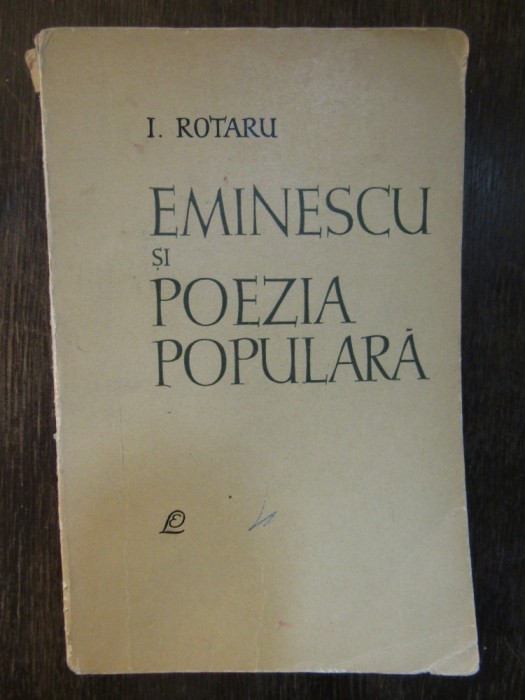 I. ROTARU
EMINESCU
ȘI
POEZIA
POPULARĂ